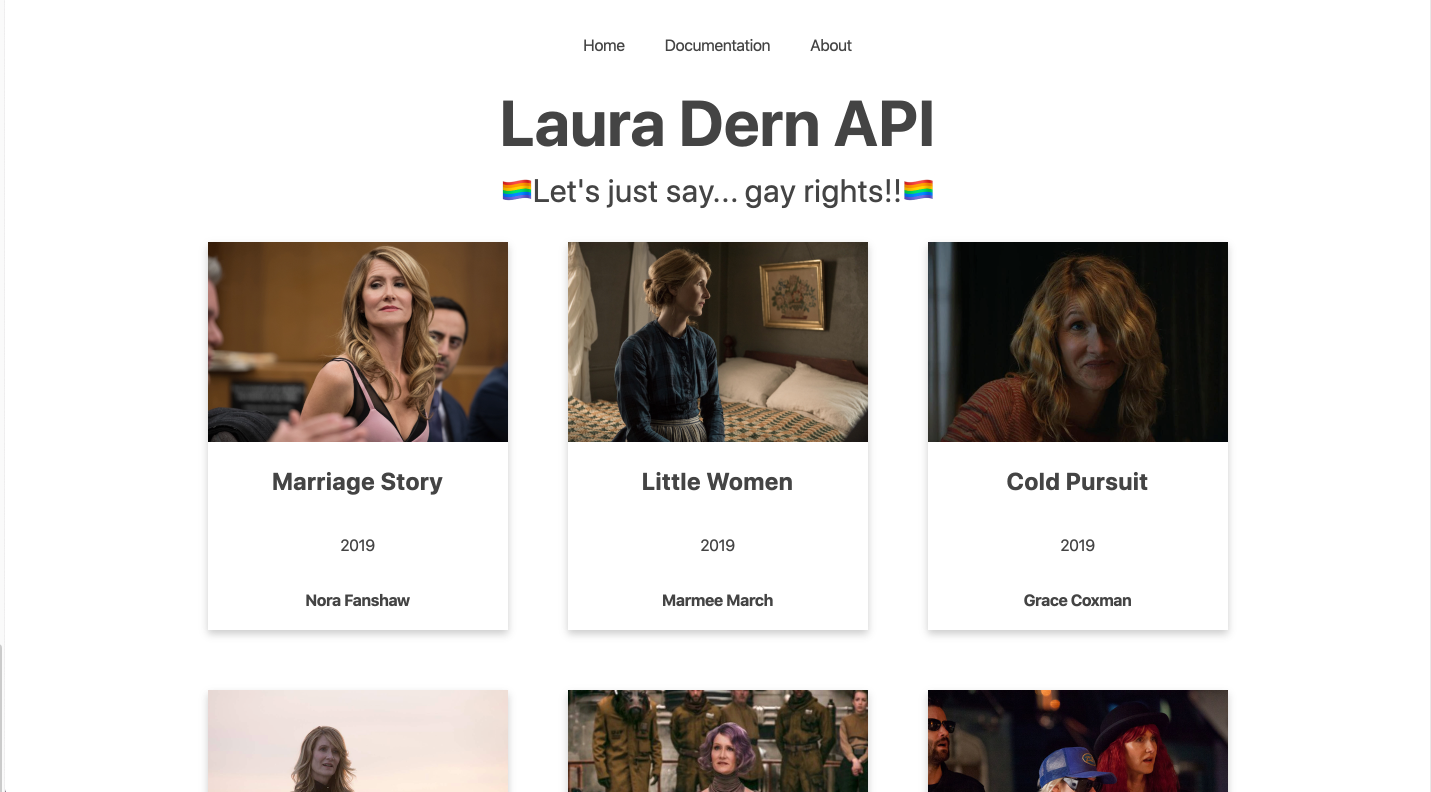 Home Documentation About
Laura Dern API
🏳️‍🌈Let's just say... gay rights!!🏳️‍🌈
Marriage Story Little Women Cold Pursuit
2019 2019 2019
Nora Fanshaw Marmee March Grace Coxman